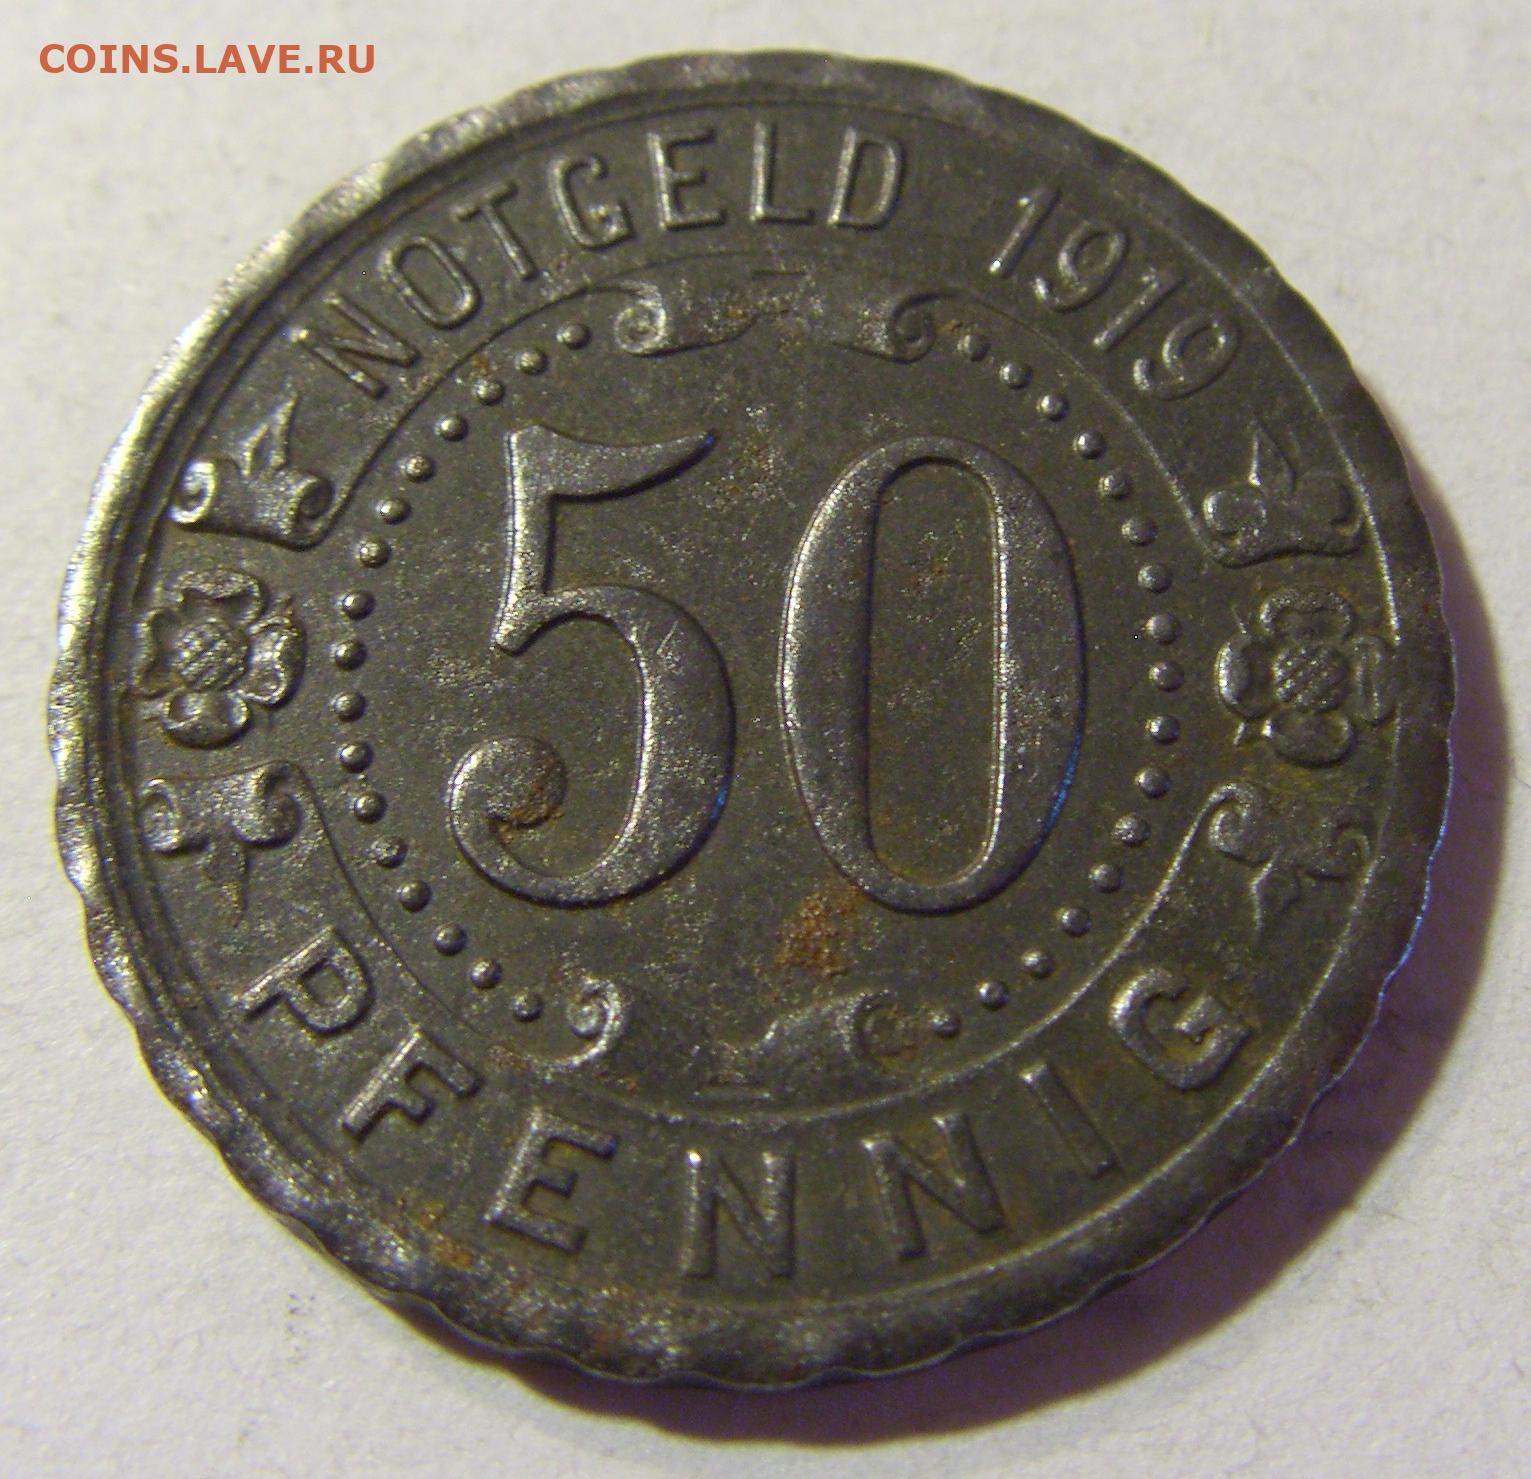 COINS.LAVE.RU
NOTGELD 1919
50
PFENNIG